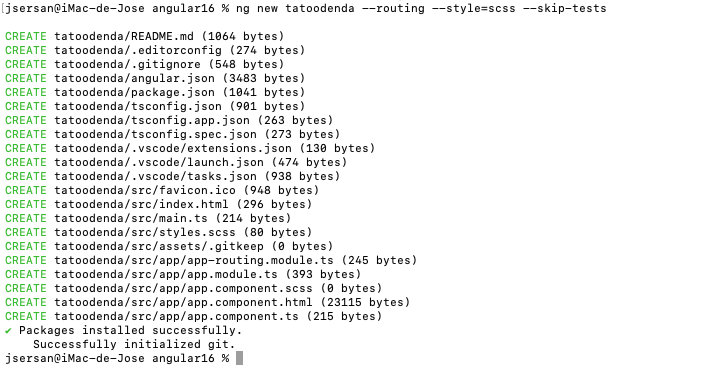 [jsersan@iMac-de-Jose angular16 % ng new tatoodenda --routing --style=scss --skip-tests
CREATE tatoodenda/README.md (1064 bytes)
CREATE tatoodenda/.editorconfig (274 bytes)
CREATE tatoodenda/.gitignore (548 bytes)
CREATE tatoodenda/angular.json (3483 bytes)
CREATE tatoodenda/package.json (1041 bytes)
CREATE tatoodenda/tsconfig.json (901 bytes)
CREATE tatoodenda/tsconfig.app.json (263 bytes)
CREATE tatoodenda/tsconfig.spec.json (273 bytes)
CREATE tatoodenda/.vscode/extensions.json (130 bytes)
CREATE tatoodenda/.vscode/launch.json (474 bytes)
CREATE tatoodenda/.vscode/tasks.json (938 bytes)
CREATE tatoodenda/src/favicon.ico (948 bytes)
CREATE tatoodenda/src/index.html (296 bytes)
CREATE tatoodenda/src/main.ts (214 bytes)
CREATE tatoodenda/src/styles.scss (80 bytes)
CREATE tatoodenda/src/assets/.gitkeep (0 bytes)
CREATE tatoodenda/src/app/app-routing.module.ts (245 bytes)
CREATE tatoodenda/src/app/app.module.ts (393 bytes)
CREATE tatoodenda/src/app/app.component.scss (0 bytes)
CREATE tatoodenda/src/app/app.component.html (23115 bytes)
CREATE tatoodenda/src/app/app.component.ts (215 bytes)
✔ Packages installed successfully.
    Successfully initialized git.
jsersan@iMac-de-Jose angular16 %